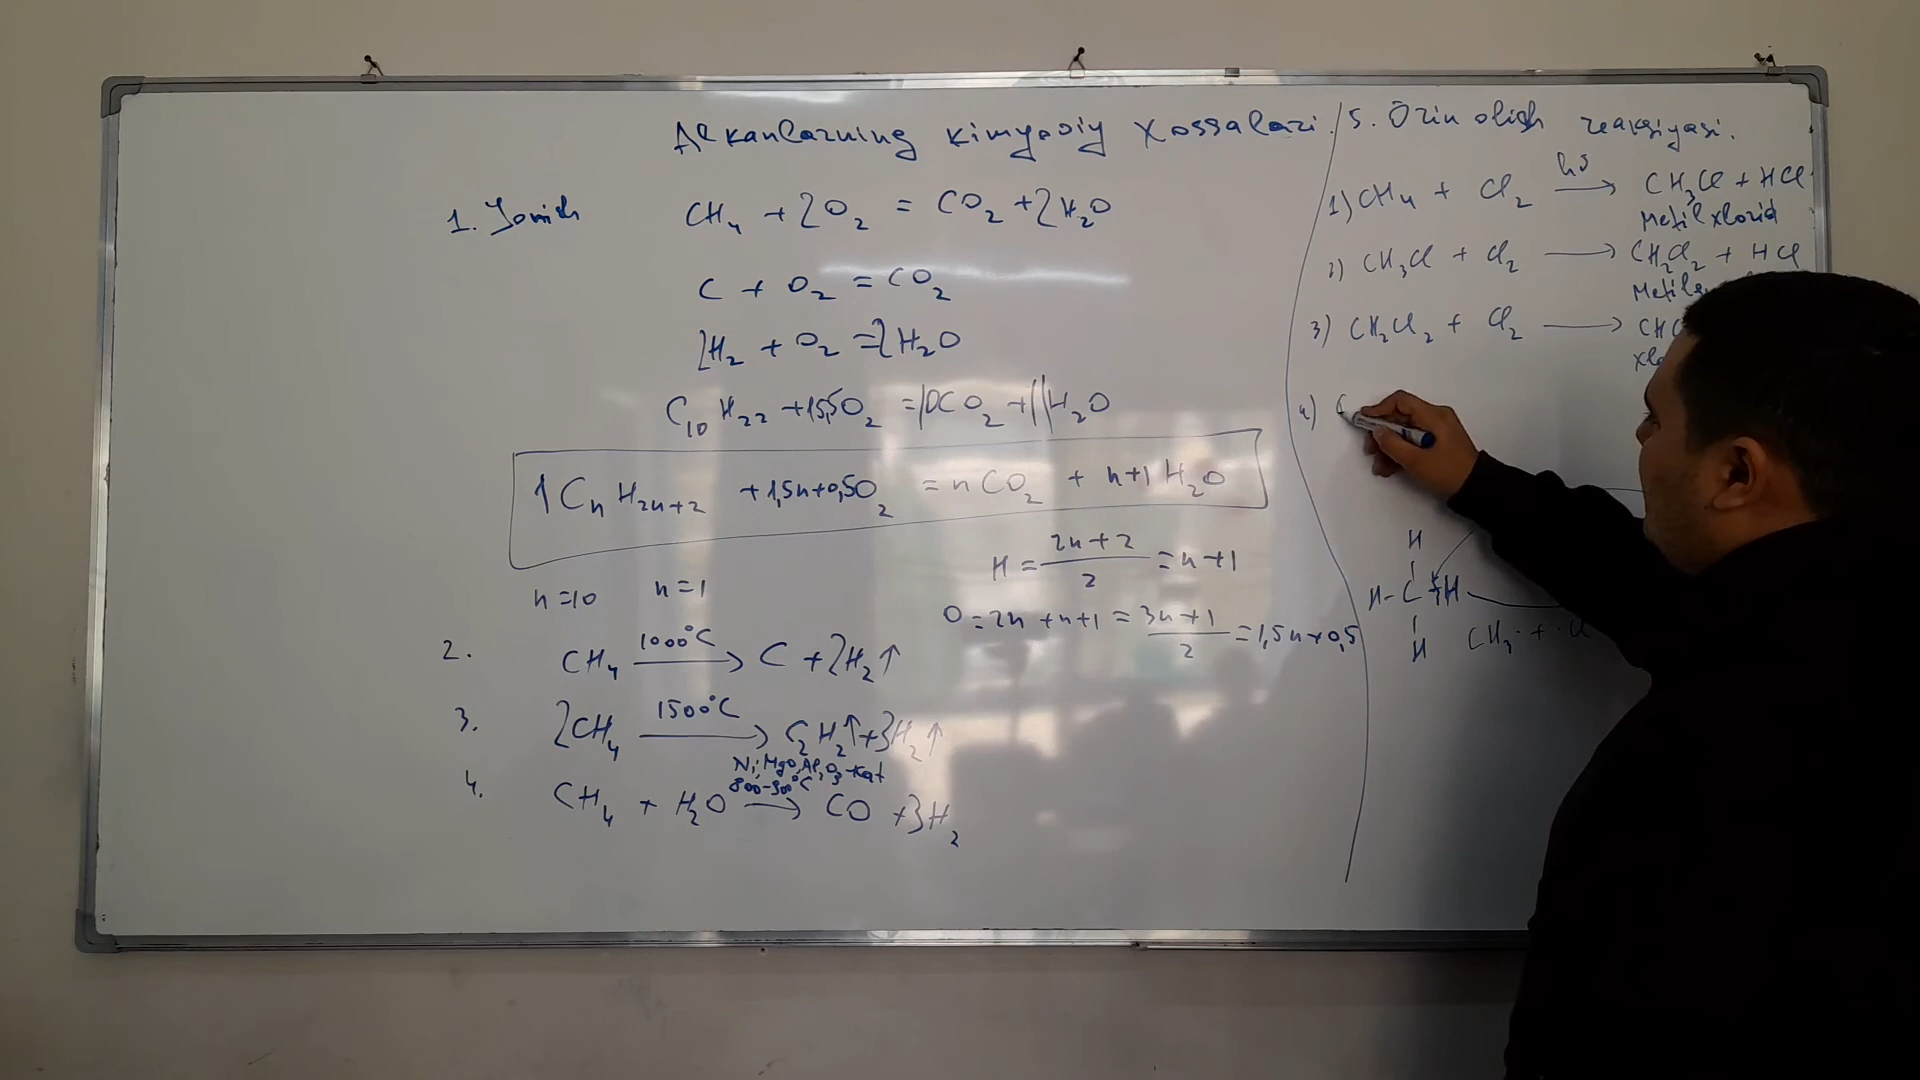 Alkanlarning kimyoviy xossalari.
1. Yonish CH₄ + 2O₂ = CO₂ + 2H₂O
C + O₂ = CO₂
2H₂ + O₂ = 2H₂O
C₁₀H₂₂ + 15,5O₂ = 10CO₂ + 11H₂O
1CₙH₂ₙ₊₂ + 1,5n+0,5O₂ = nCO₂ + n+1H₂O
n=10 n=1
H = (2n+2)/2 = n+1
O = 2n+n+1 = (3n+1)/2 = 1,5n+0,5
2. CH₄ —1000°C→ C + 2H₂↑
3. 2CH₄ —1500°C→ C₂H₂↑+3H₂↑
Ni, MgO, Al₂O₃-kat
800-900°C
4. CH₄ + H₂O → CO + 3H₂
5. O'rin olish reaksiyasi.
1) CH₄ + Cl₂ —hν→ CH₃Cl + HCl
Metil xlorid
2) CH₃Cl + Cl₂ → CH₂Cl₂ + HCl
3) CH₂Cl₂ + Cl₂ →
4)
H
H-C-H
H
CH₃· + ·Cl